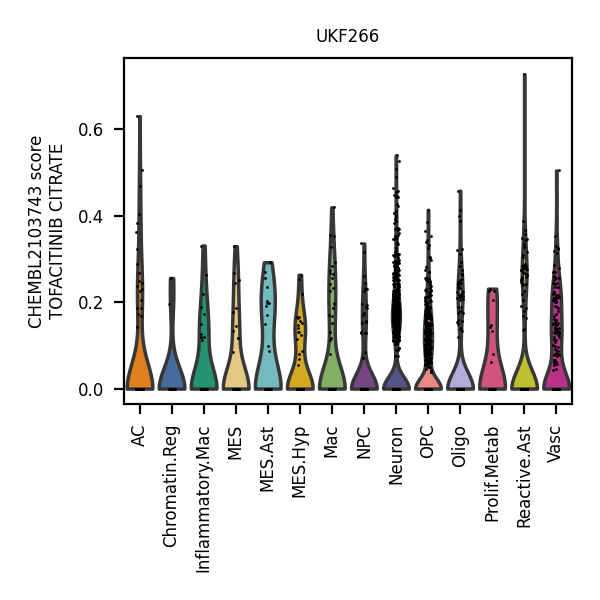 UKF266
CHEMBL2103743 score
TOFACITINIB CITRATE
0.6
0.4
0.2
0.0
AC
Chromatin.Reg
Inflammatory.Mac
MES
MES.Ast
MES.Hyp
Mac
NPC
Neuron
OPC
Oligo
Prolif.Metab
Reactive.Ast
Vasc